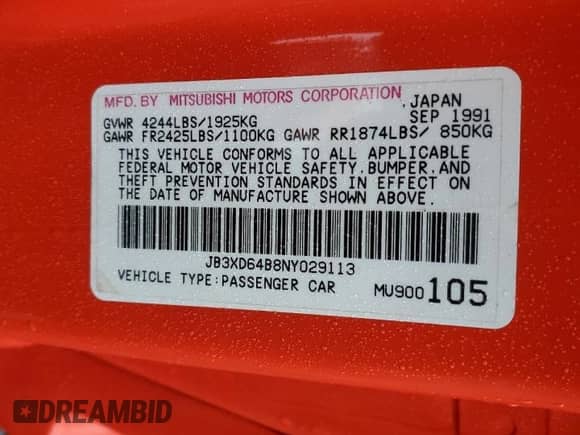 MFD. BY MITSUBISHI MOTORS CORPORATION, JAPAN
GVWR 4244LBS/1925KG SEP 1991
GAWR FR2425LBS/1100KG GAWR RR1874LBS/ 850KG
THIS VEHICLE CONFORMS TO ALL APPLICABLE
FEDERAL MOTOR VEHICLE SAFETY,BUMPER,AND
THEFT PREVENTION STANDARDS IN EFFECT ON
THE DATE OF MANUFACTURE SHOWN ABOVE.
JB3XD64B8NY029113
VEHICLE TYPE:PASSENGER CAR MU900105
DREAMBID